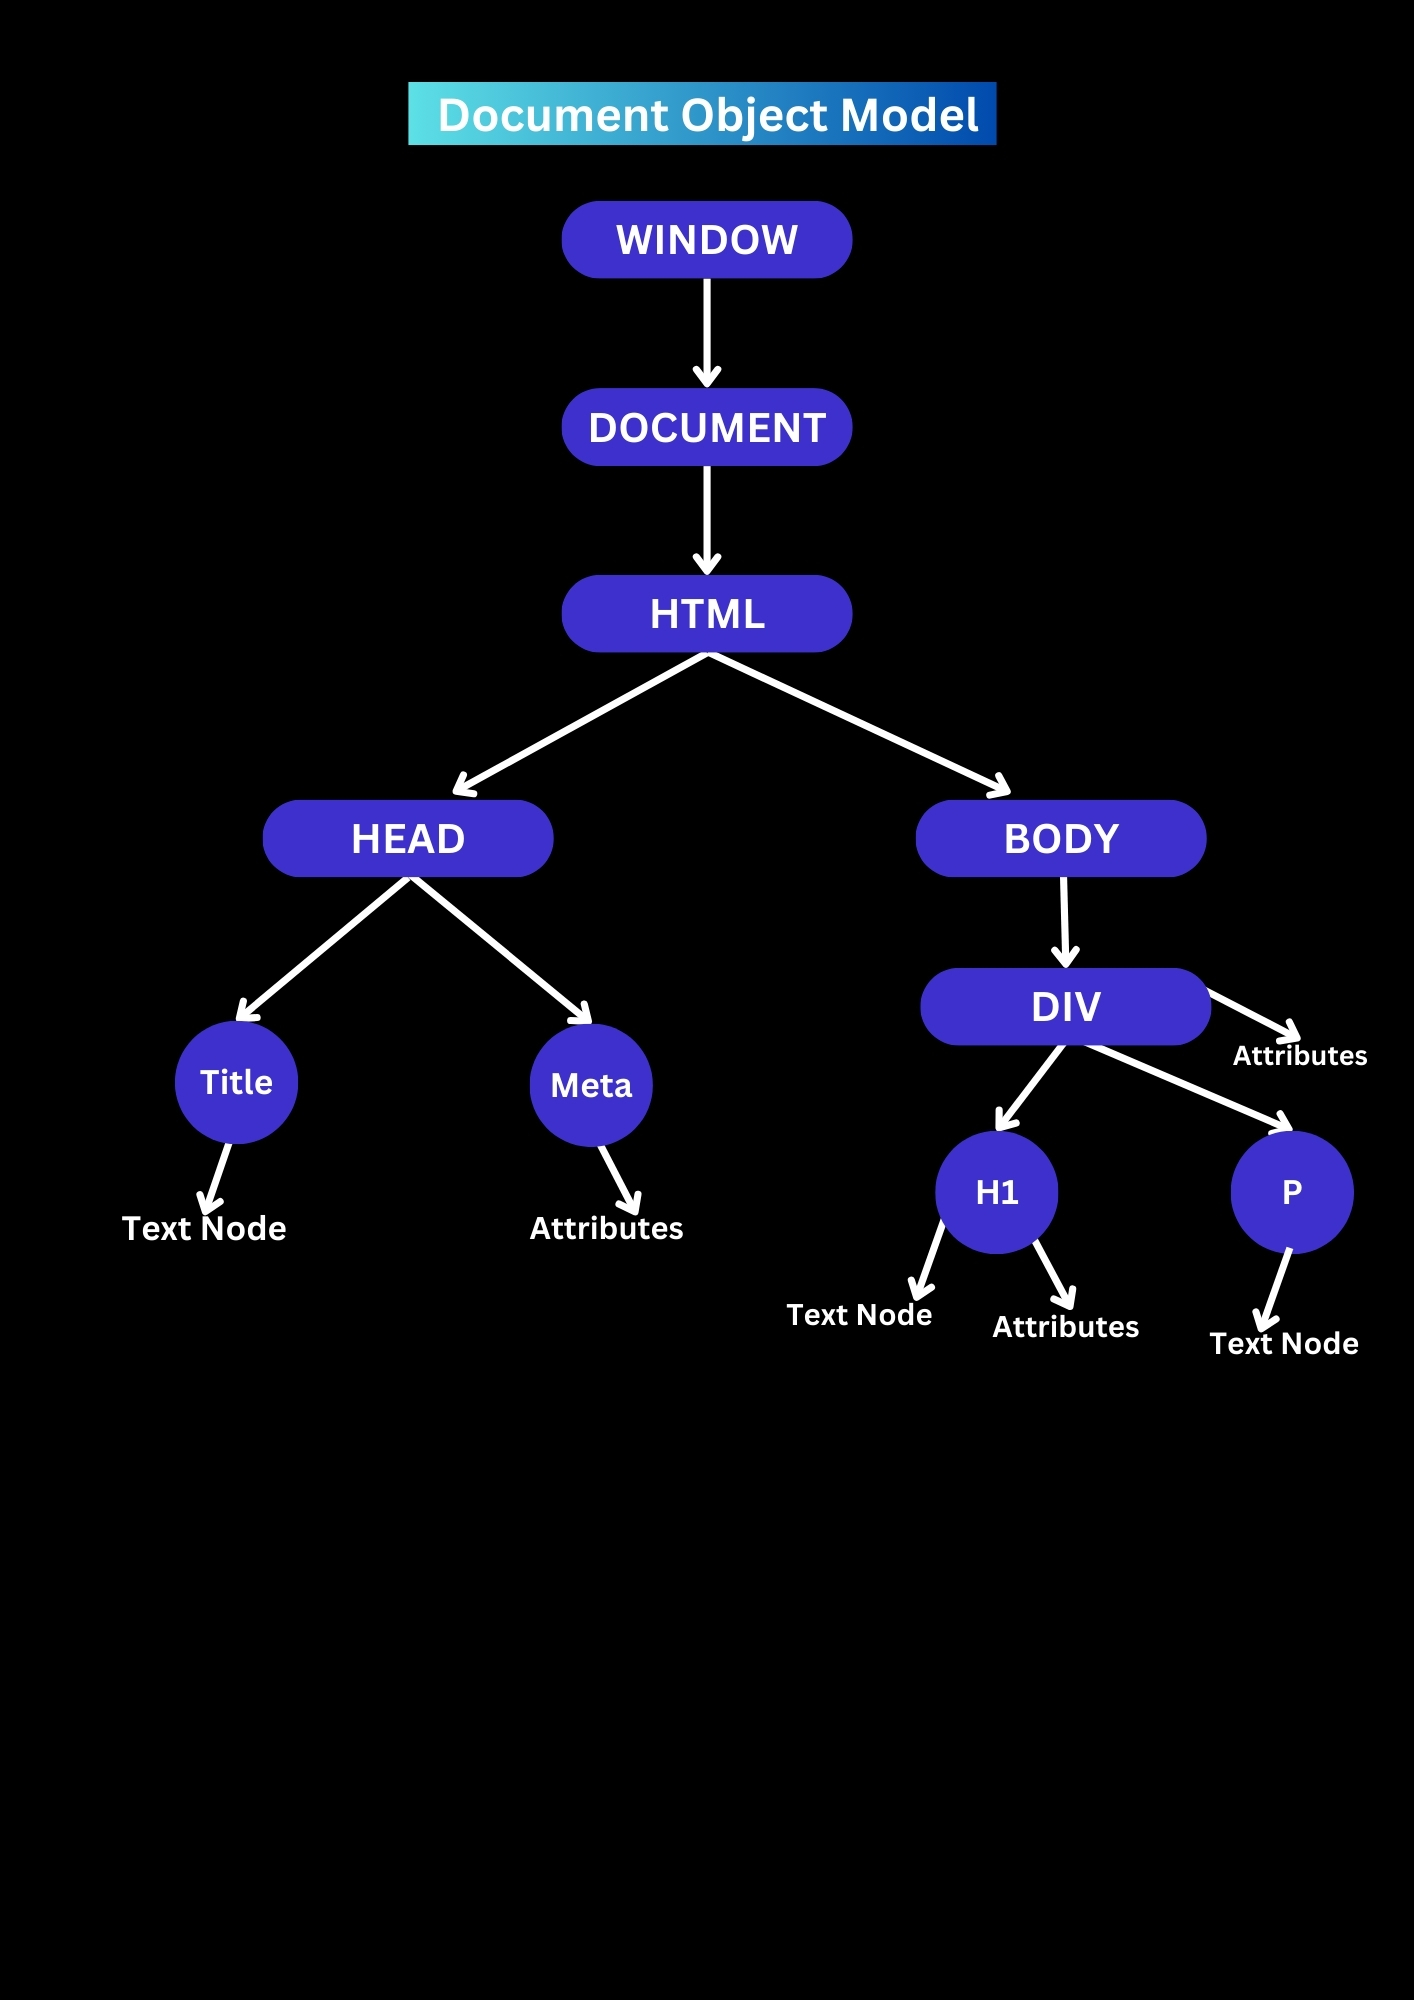 Document Object Model
WINDOW
DOCUMENT
HTML
HEAD
BODY
DIV
Attributes
Title
Meta
H1
P
Text Node
Attributes
Text Node
Attributes
Text Node